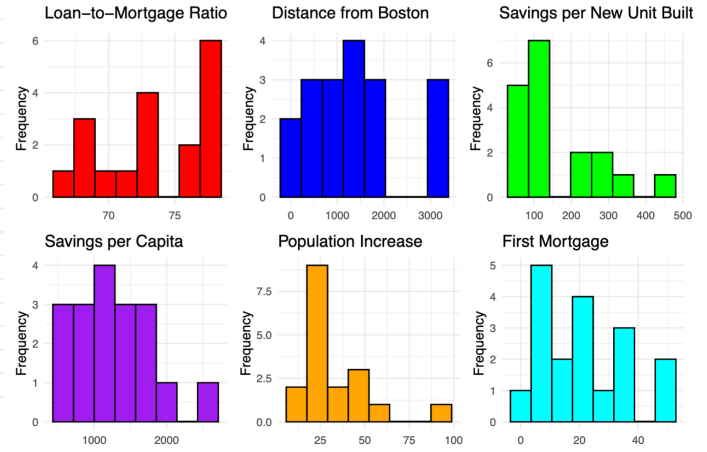 Loan-to-Mortgage Ratio
Frequency
6
4
2
0
70 75
Distance from Boston
Frequency
4
3
2
1
0
0 1000 2000 3000
Savings per New Unit Built
Frequency
6
4
2
0
100 200 300 400 500
Savings per Capita
Frequency
4
3
2
1
0
1000 2000
Population Increase
Frequency
7.5
5.0
2.5
0.0
25 50 75 100
First Mortgage
Frequency
5
4
3
2
1
0
0 20 40